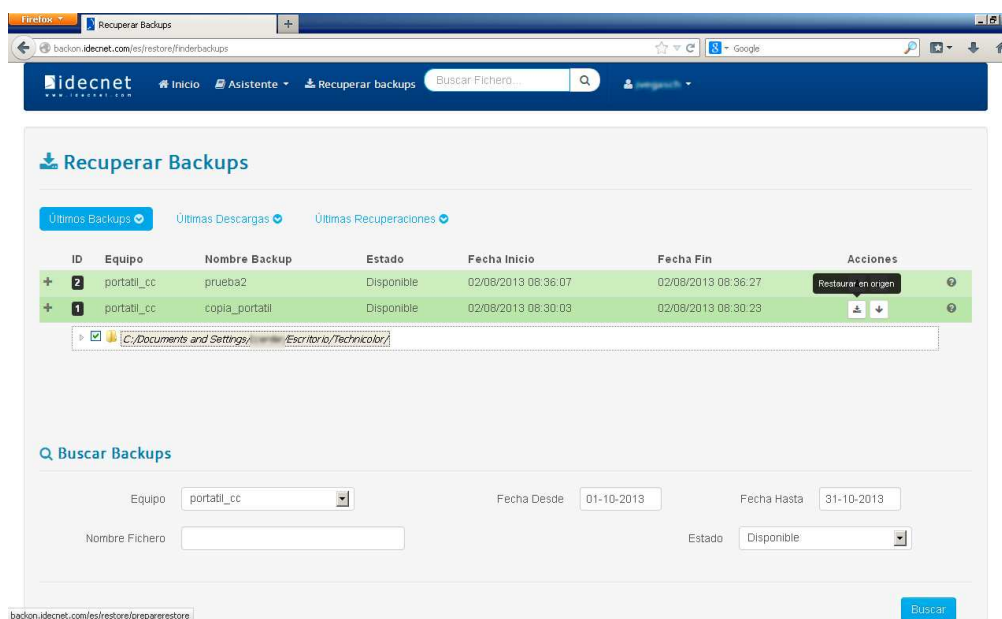 Firefox
Recuperar Backups
backon.idecnet.com/es/restore/finderbackups
Google
idecnet
www.idecnet.com
Inicio
Asistente
Recuperar backups
Buscar Fichero...
Recuperar Backups
Últimos Backups
Últimas Descargas
Últimas Recuperaciones
ID Equipo Nombre Backup Estado Fecha Inicio Fecha Fin Acciones
2 portatil_cc prueba2 Disponible 02/08/2013 08:36:07 02/08/2013 08:36:27
Restaurar en origen
1 portatil_cc copia_portatil Disponible 02/08/2013 08:30:03 02/08/2013 08:30:23
C:/Documents and Settings/ /Escritorio/Technicolor/
Buscar Backups
Equipo portatil_cc Fecha Desde 01-10-2013 Fecha Hasta 31-10-2013
Nombre Fichero Estado Disponible
Buscar
backon.idecnet.com/es/restore/preparerestore